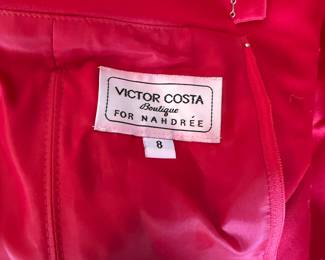 VICTOR COSTA
Boutique
FOR NAHDRÉE
8